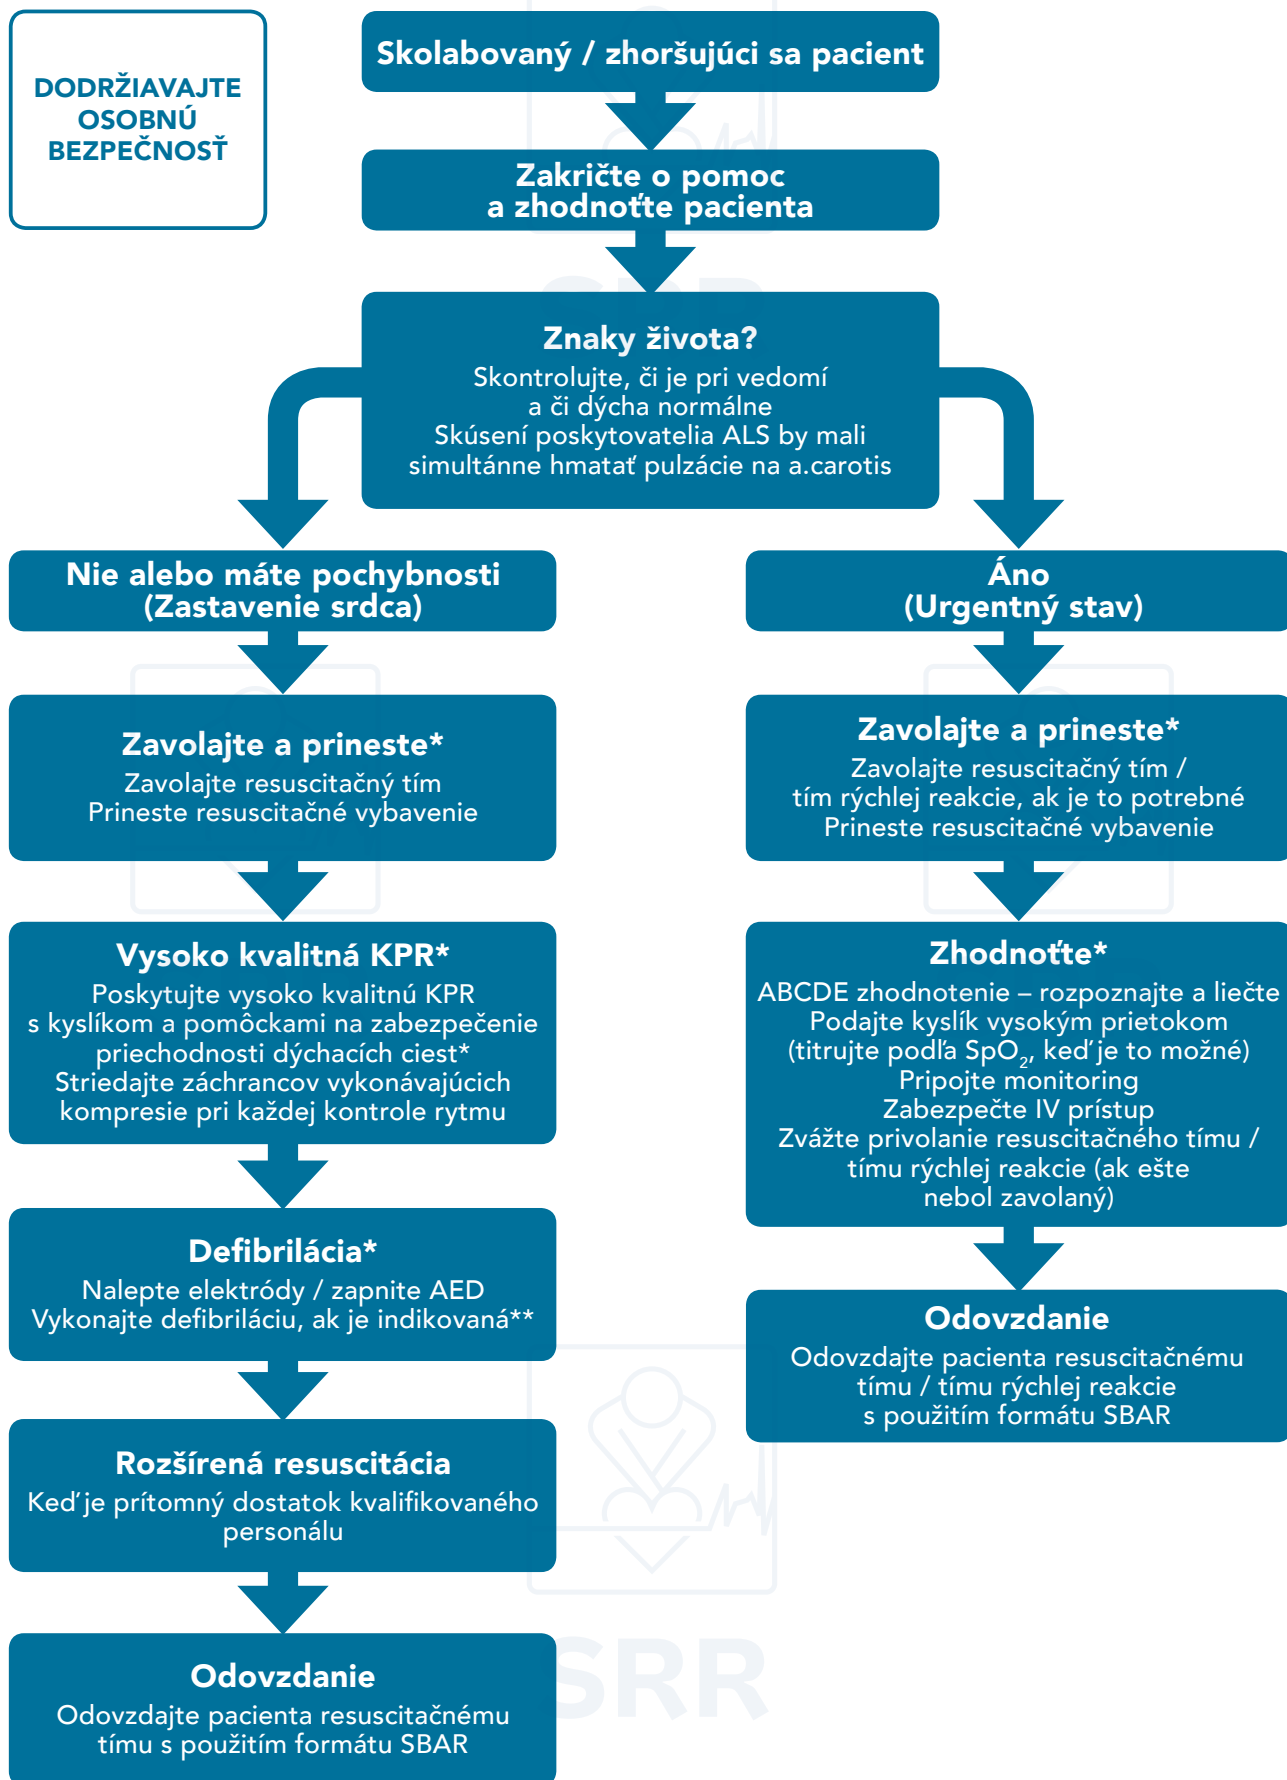 DODRŽIAVAJTE
OSOBNÚ
BEZPEČNOSŤ
Skolabovaný / zhoršujúci sa pacient
Zakričte o pomoc
a zhodnoťte pacienta
Znaky života?
Skontrolujte, či je pri vedomí
a či dýcha normálne
Skúsení poskytovatelia ALS by mali
simultánne hmatať pulzácie na a.carotis
Nie alebo máte pochybnosti
(Zastavenie srdca)
Zavolajte a prineste*
Zavolajte resuscitačný tím
Prineste resuscitačné vybavenie
Vysoko kvalitná KPR*
Poskytujte vysoko kvalitnú KPR
s kyslíkom a pomôckami na zabezpečenie
priechodnosti dýchacích ciest*
Striedajte záchrancov vykonávajúcich
kompresie pri každej kontrole rytmu
Defibrilácia*
Nalepte elektródy / zapnite AED
Vykonajte defibriláciu, ak je indikovaná**
Rozšírená resuscitácia
Keď je prítomný dostatok kvalifikovaného
personálu
Odovzdanie
Odovzdajte pacienta resuscitačnému
tímu s použitím formátu SBAR
Áno
(Urgentný stav)
Zavolajte a prineste*
Zavolajte resuscitačný tím /
tím rýchlej reakcie, ak je to potrebné
Prineste resuscitačné vybavenie
Zhodnoťte*
ABCDE zhodnotenie – rozpoznajte a liečte
Podajte kyslík vysokým prietokom
(titrujte podľa SpO₂, keď je to možné)
Pripojte monitoring
Zabezpečte IV prístup
Zvážte privolanie resuscitačného tímu /
tímu rýchlej reakcie (ak ešte
nebol zavolaný)
Odovzdanie
Odovzdajte pacienta resuscitačnému
tímu / tímu rýchlej reakcie
s použitím formátu SBAR
SRR
SRR